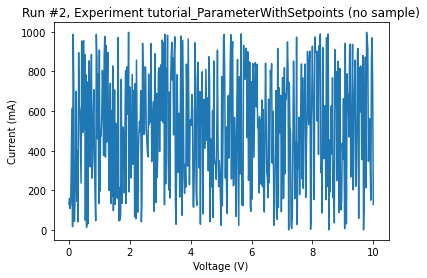 Run #2, Experiment tutorial_ParameterWithSetpoints (no sample)
1000
800
600
400
200
0
Current (mA)
0 2 4 6 8 10
Voltage (V)